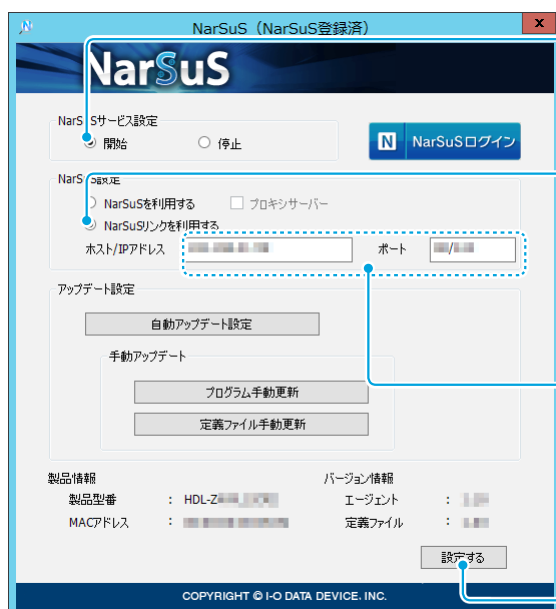 NarSuS（NarSuS登録済）
x
NarSuS
NarSuSサービス設定
開始 停止
N NarSuSログイン
NarSuS設定
NarSuSを利用する プロキシサーバー
NarSuSリンクを利用する
ホスト/IPアドレス ポート
アップデート設定
自動アップデート設定
手動アップデート
プログラム手動更新
定義ファイル手動更新
製品情報 バージョン情報
製品型番 : HDL-Z エージェント :
MACアドレス : 定義ファイル :
設定する
COPYRIGHT © I-O DATA DEVICE, INC.